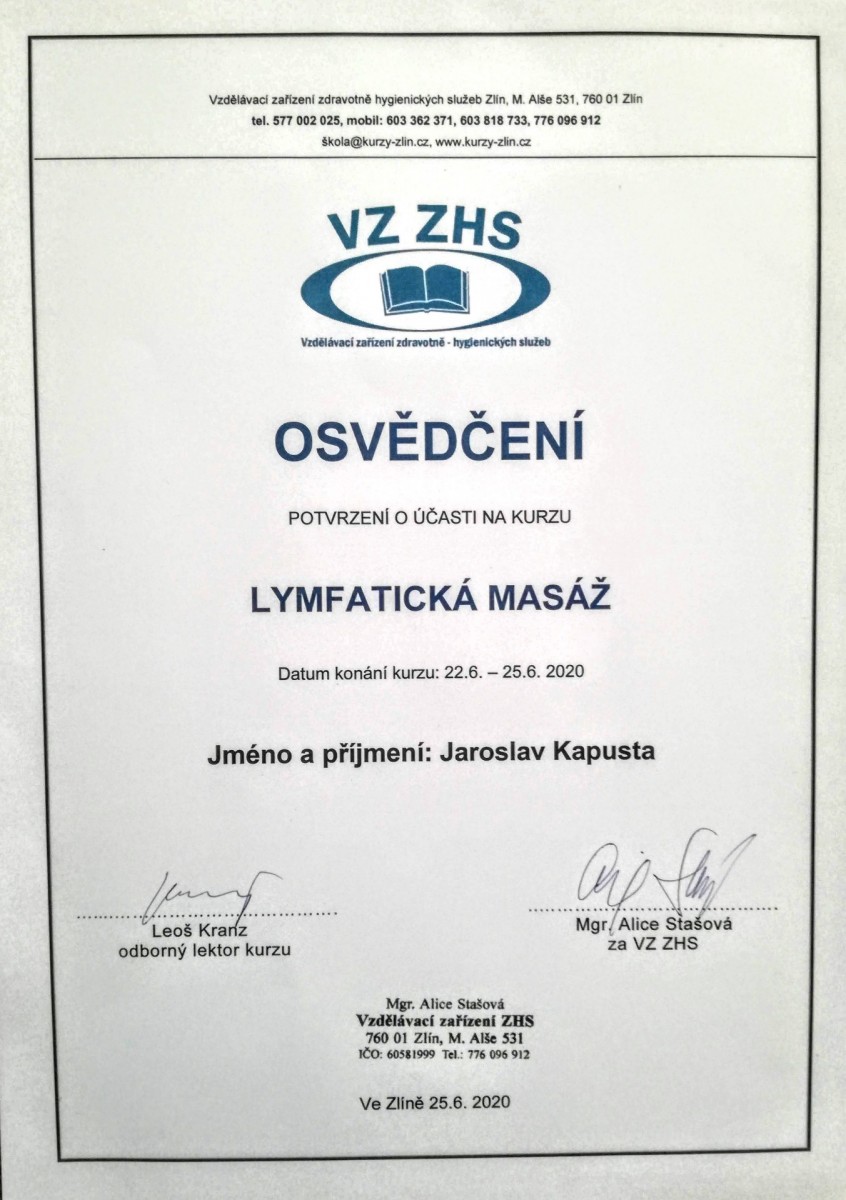 Vzdělávací zařízení zdravotně hygienických služeb Zlín, M. Alše 531, 760 01 Zlín
tel. 577 002 025, mobil: 603 362 371, 603 818 733, 776 096 912
škola@kurzy-zlin.cz, www.kurzy-zlin.cz
VZ ZHS
Vzdělávací zařízení zdravotně - hygienických služeb
OSVĚDČENÍ
POTVRZENÍ O ÚČASTI NA KURZU
LYMFATICKÁ MASÁŽ
Datum konání kurzu: 22.6. – 25.6. 2020
Jméno a příjmení: Jaroslav Kapusta
Leoš Kranz
odborný lektor kurzu
Mgr. Alice Stašová
za VZ ZHS
Mgr. Alice Stašová
Vzdělávací zařízení ZHS
760 01 Zlín, M. Alše 531
IČO: 60581999 Tel.: 776 096 912
Ve Zlíně 25.6. 2020